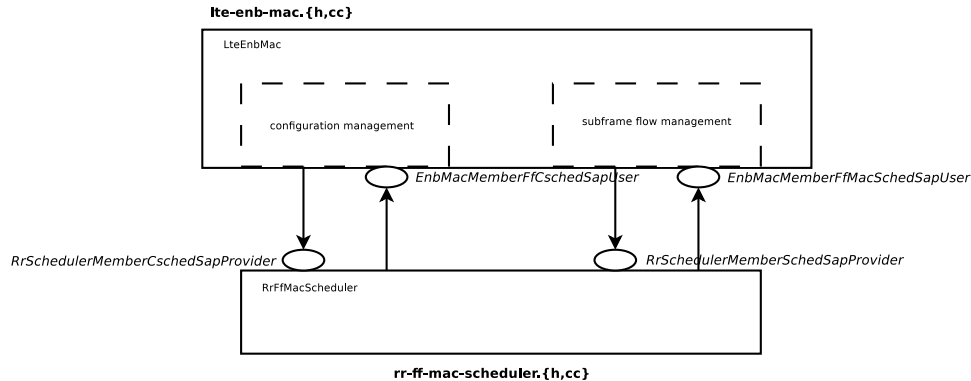 lte-enb-mac.{h,cc}
LteEnbMac
configuration management
subframe flow management
EnbMacMemberFfCschedSapUser
EnbMacMemberFfMacSchedSapUser
RrSchedulerMemberCschedSapProvider
RrSchedulerMemberSchedSapProvider
RrFfMacScheduler
rr-ff-mac-scheduler.{h,cc}